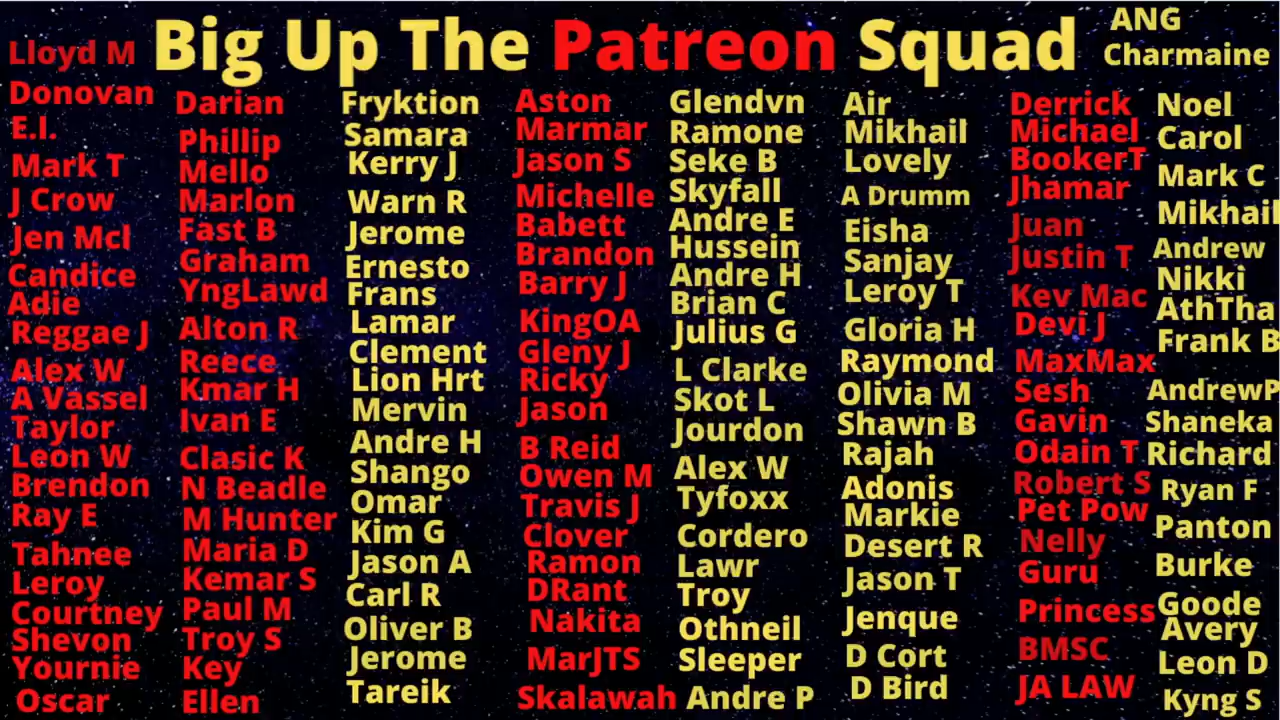 Big Up The Patreon Squad
Lloyd M
Donovan
E.I.
Mark T
J Crow
Jen Mcl
Candice
Adie
Reggae J
Alex W
A Vassel
Taylor
Leon W
Brendon
Ray E
Tahnee
Leroy
Courtney
Shevon
Yournie
Oscar
Darian
Phillip
Mello
Marlon
Fast B
Graham
YngLawd
Alton R
Reece
Kmar H
Ivan E
Clasic K
N Beadle
M Hunter
Maria D
Kemar S
Paul M
Troy S
Key
Ellen
Fryktion
Samara
Kerry J
Warn R
Jerome
Ernesto
Frans
Lamar
Clement
Lion Hrt
Mervin
Andre H
Shango
Omar
Kim G
Jason A
Carl R
Oliver B
Jerome
Tareik
Aston
Marmar
Jason S
Michelle
Babett
Brandon
Barry J
KingOA
Gleny J
Ricky
Jason
B Reid
Owen M
Travis J
Clover
Ramon
DRant
Nakita
MarJTS
Skalawah
Glendvn
Ramone
Seke B
Skyfall
Andre E
Hussein
Andre H
Brian C
Julius G
L Clarke
Skot L
Jourdon
Alex W
Tyfoxx
Cordero
Lawr
Troy
Othneil
Sleeper
Andre P
Air
Mikhail
Lovely
A Drumm
Eisha
Sanjay
Leroy T
Gloria H
Raymond
Olivia M
Shawn B
Rajah
Adonis
Markie
Desert R
Jason T
Jenque
D Cort
D Bird
Derrick
Michael
BookerT
Jhamar
Juan
Justin T
Kev Mac
Devi J
MaxMax
Sesh
Gavin
Odain T
Robert S
Pet Pow
Nelly
Guru
Princess
BMSC
JA LAW
ANG
Charmaine
Noel
Carol
Mark C
Mikhail
Andrew
Nikki
AthTha
Frank B
AndrewP
Shaneka
Richard
Ryan F
Panton
Burke
Goode
Avery
Leon D
Kyng S